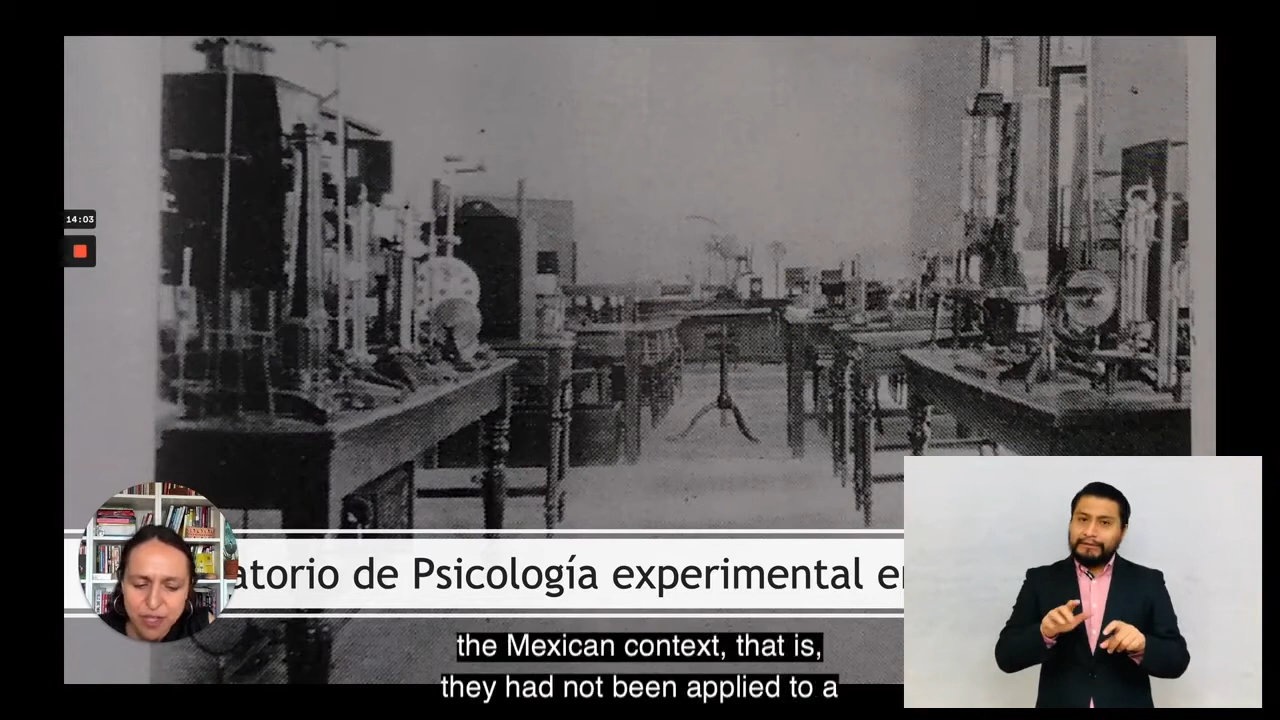 14:03
atorio de Psicología experimental e
the Mexican context, that is,
they had not been applied to a